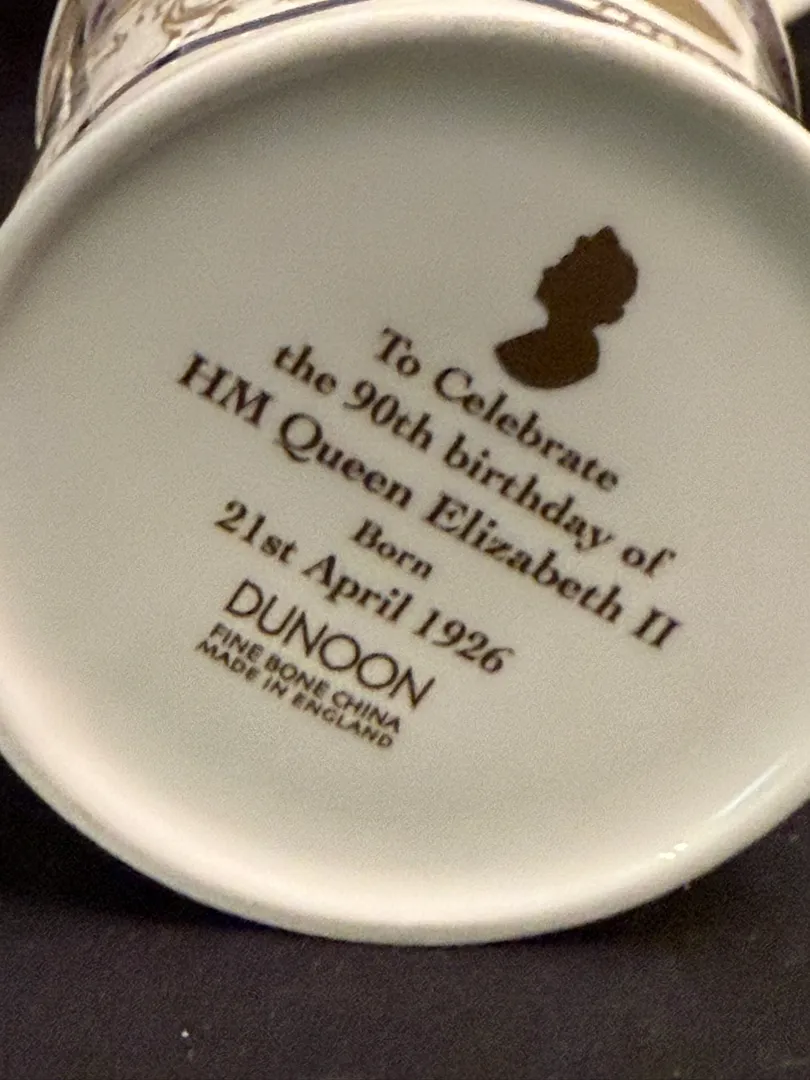 To Celebrate
the 90th birthday of
HM Queen Elizabeth II
Born
21st April 1926
DUNOON
FINE BONE CHINA
MADE IN ENGLAND